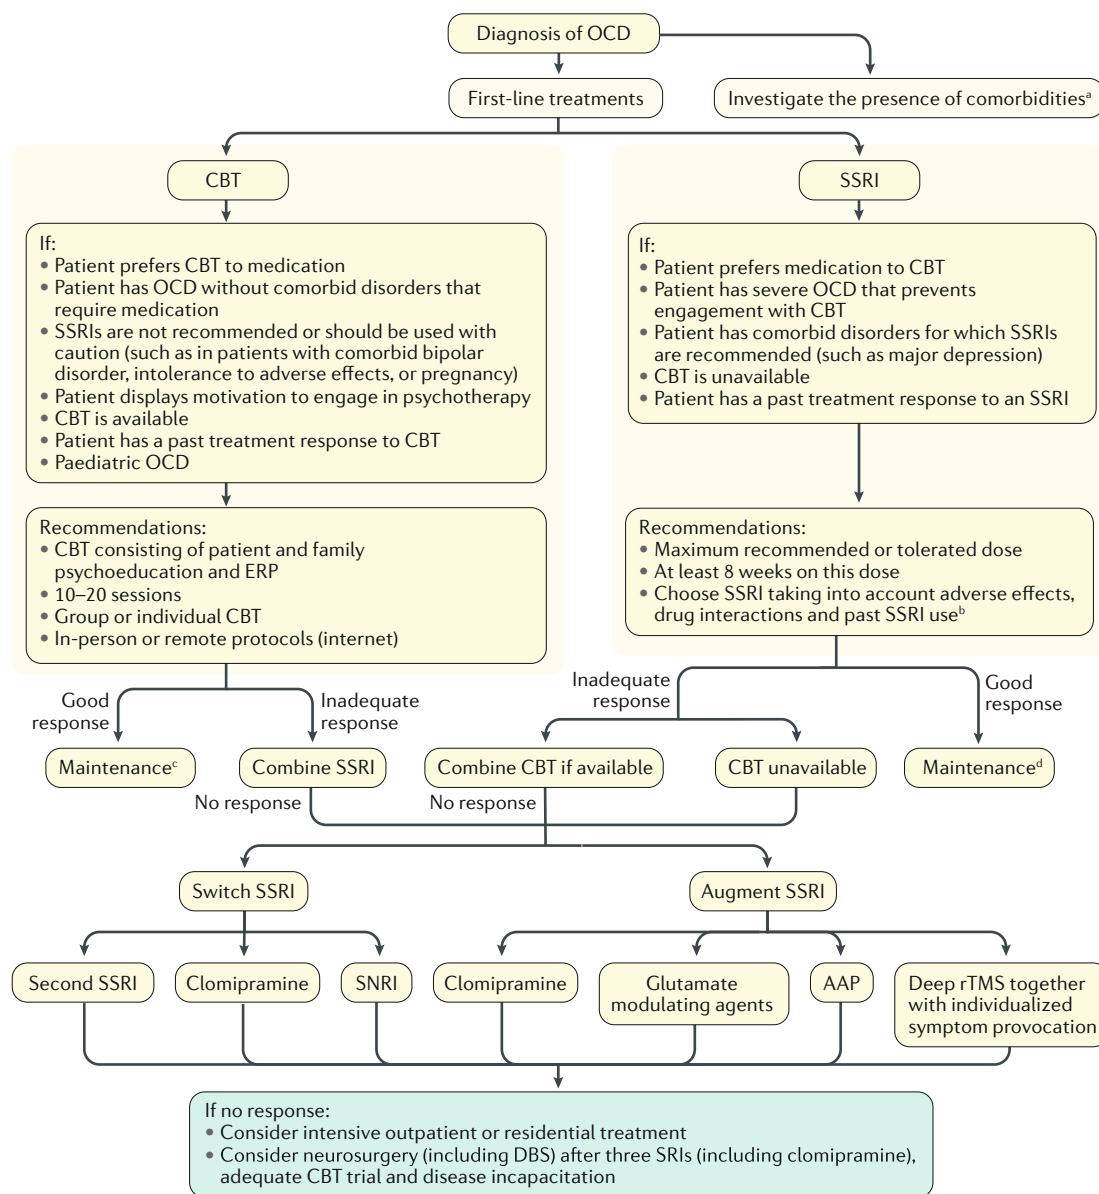 Diagnosis of OCD
First-line treatments
Investigate the presence of comorbiditiesᵃ
CBT
If:
• Patient prefers CBT to medication
• Patient has OCD without comorbid disorders that
require medication
• SSRIs are not recommended or should be used with
caution (such as in patients with comorbid bipolar
disorder, intolerance to adverse effects, or pregnancy)
• Patient displays motivation to engage in psychotherapy
• CBT is available
• Patient has a past treatment response to CBT
• Paediatric OCD
Recommendations:
• CBT consisting of patient and family
psychoeducation and ERP
• 10–20 sessions
• Group or individual CBT
• In-person or remote protocols (internet)
SSRI
If:
• Patient prefers medication to CBT
• Patient has severe OCD that prevents
engagement with CBT
• Patient has comorbid disorders for which SSRIs
are recommended (such as major depression)
• CBT is unavailable
• Patient has a past treatment response to an SSRI
Recommendations:
• Maximum recommended or tolerated dose
• At least 8 weeks on this dose
• Choose SSRI taking into account adverse effects,
drug interactions and past SSRI useᵇ
Good
response
Inadequate
response
Inadequate
response
Good
response
Maintenanceᶜ
Combine SSRI
Combine CBT if available
CBT unavailable
Maintenanceᵈ
No response
No response
Switch SSRI
Augment SSRI
Second SSRI
Clomipramine
SNRI
Clomipramine
Glutamate
modulating agents
AAP
Deep rTMS together
with individualized
symptom provocation
If no response:
• Consider intensive outpatient or residential treatment
• Consider neurosurgery (including DBS) after three SRIs (including clomipramine),
adequate CBT trial and disease incapacitation